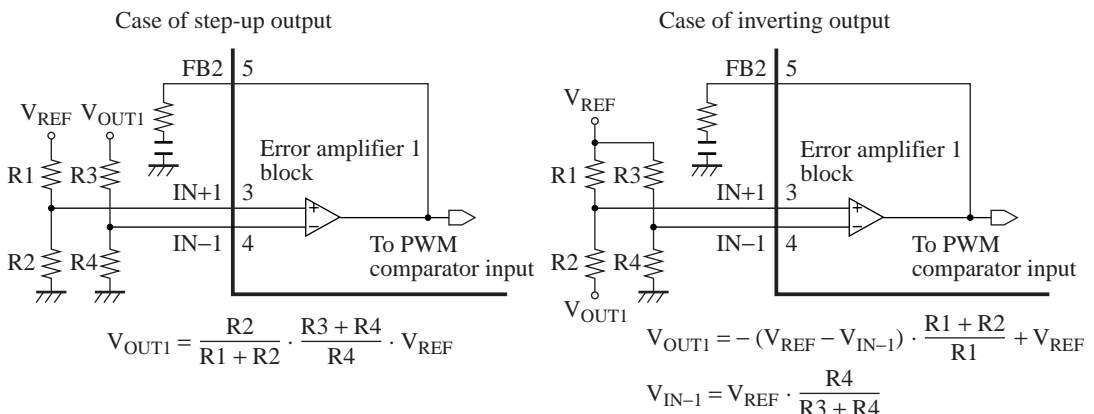 Case of step-up output
FB2 5
V_REF V_OUT1
R1 R3
Error amplifier 1
block
IN+1 3
+
−
IN−1 4
R2 R4
To PWM
comparator input
V_OUT1 = R2 / (R1 + R2) · (R3 + R4) / R4 · V_REF
Case of inverting output
FB2 5
V_REF
R1 R3
Error amplifier 1
block
IN+1 3
+
−
IN−1 4
R2 R4
To PWM
comparator input
V_OUT1
V_OUT1 = − (V_REF − V_IN−1) · (R1 + R2) / R1 + V_REF
V_IN−1 = V_REF · R4 / (R3 + R4)